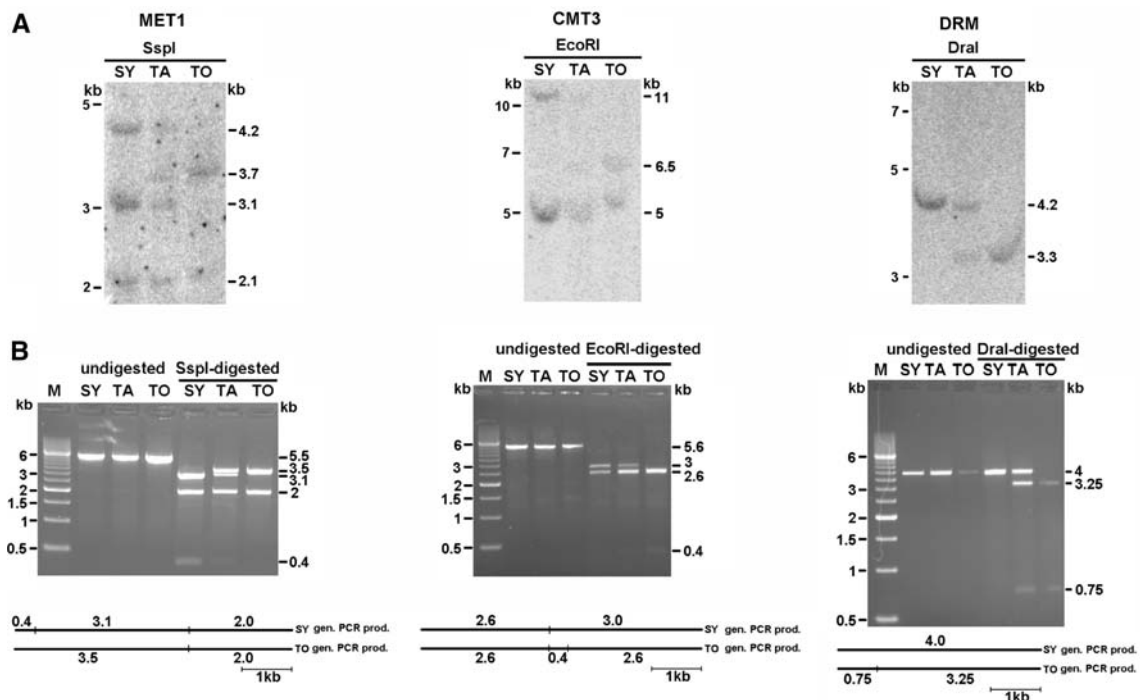 A
MET1
SspI
SY TA TO
kb kb
5
4.2
3.7
3 3.1
2 2.1
CMT3
EcoRI
SY TA TO
kb kb
10 11
7 6.5
5 5
DRM
DraI
SY TA TO
kb kb
7
5
4.2
3.3
3
B
undigested SspI-digested
M SY TA TO SY TA TO
kb kb
6 5.5
3.5
3 3.1
2 2
1.5
1
0.5 0.4
0.4 3.1 2.0 SY gen. PCR prod.
3.5 2.0 TO gen. PCR prod.
1kb
undigested EcoRI-digested
M SY TA TO SY TA TO
kb kb
6 5.6
3 3
2 2.6
1.5
1
0.5 0.4
2.6 3.0 SY gen. PCR prod.
2.6 0.4 2.6 TO gen. PCR prod.
1kb
undigested DraI-digested
M SY TA TO SY TA TO
kb kb
6
4
3 3.25
2
1.5
1 0.75
0.5
4.0 SY gen. PCR prod.
0.75 3.25 TO gen. PCR prod.
1kb